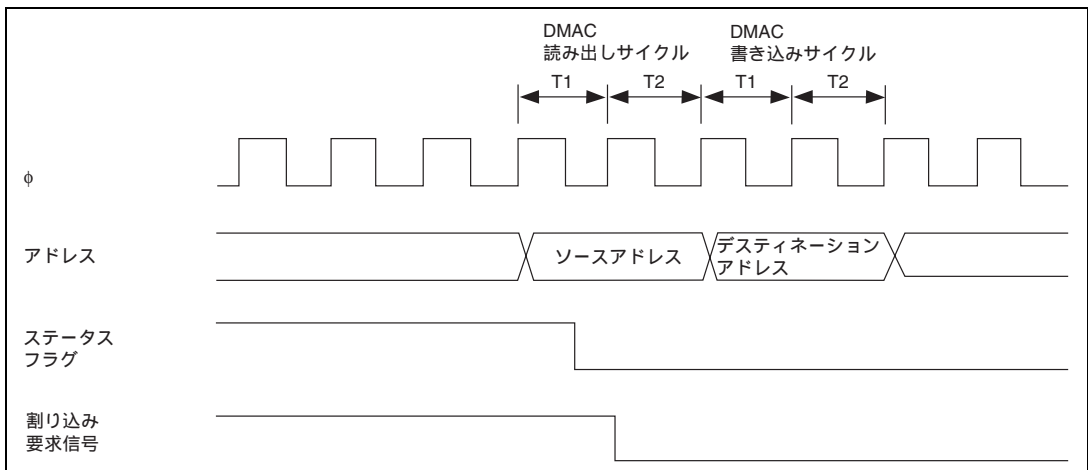 DMAC
読み出しサイクル
DMAC
書き込みサイクル
T1
T2
T1
T2
φ
アドレス
ソースアドレス
デスティネーション
アドレス
ステータス
フラグ
割り込み
要求信号